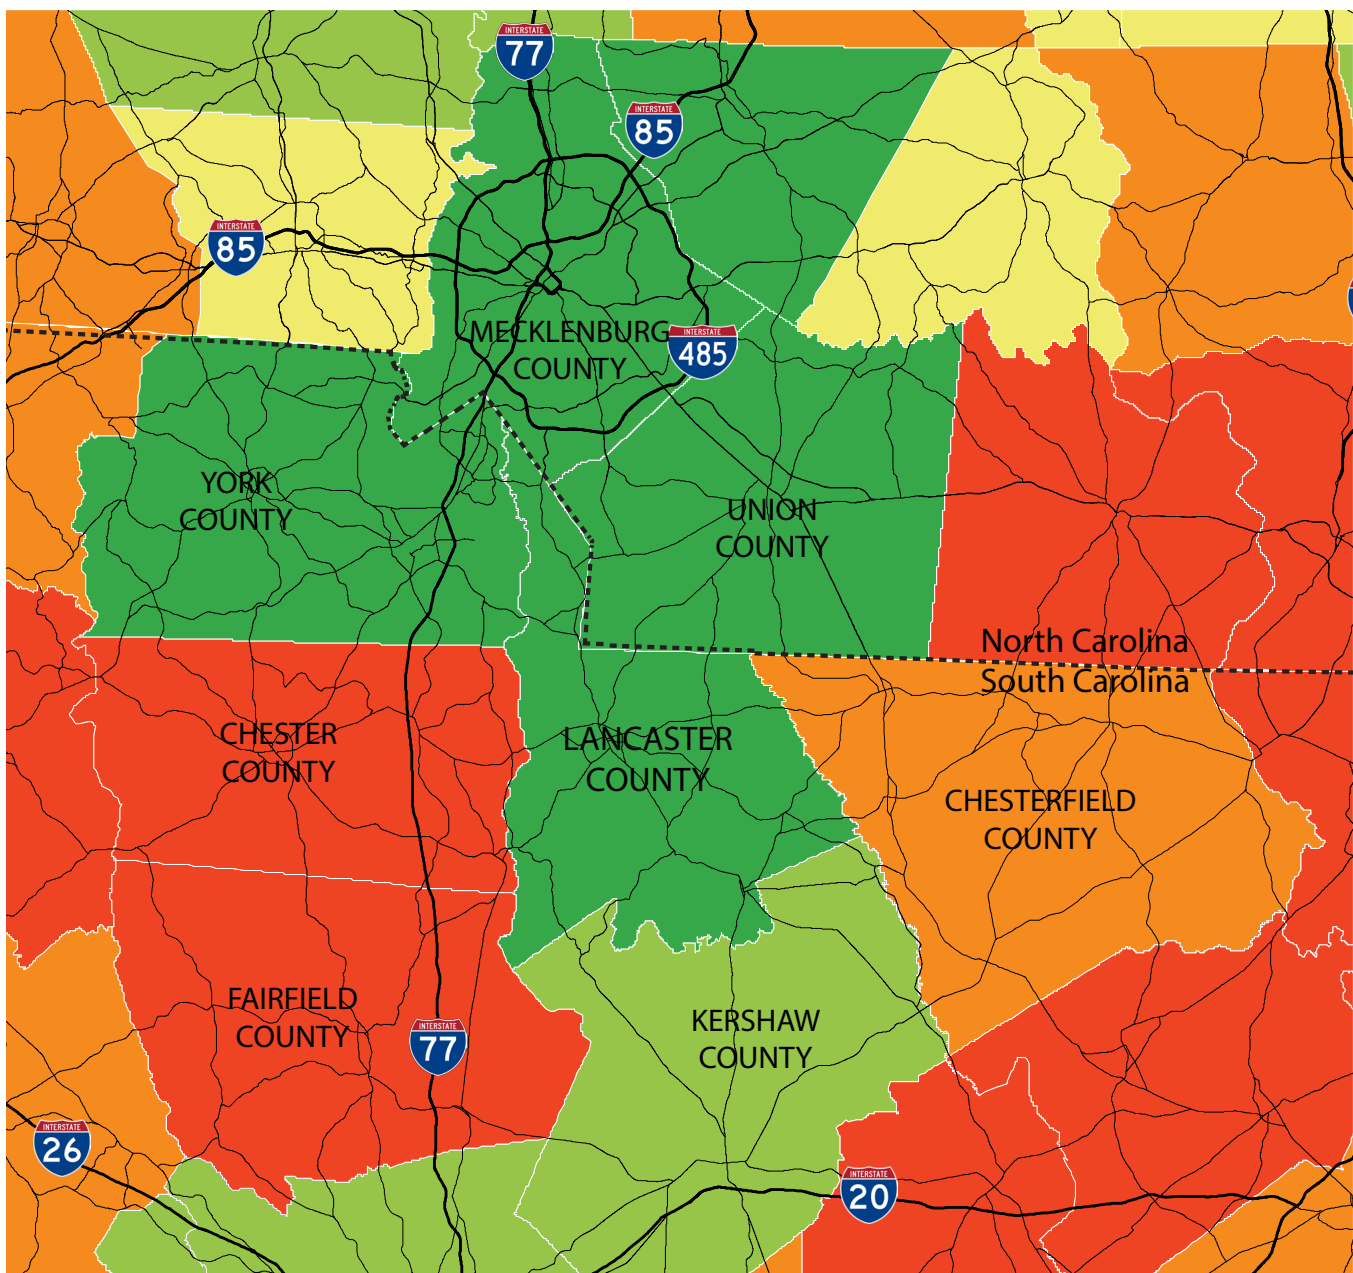 INTERSTATE
77
INTERSTATE
85
INTERSTATE
85
MECKLENBURG
COUNTY
INTERSTATE
485
YORK
COUNTY
UNION
COUNTY
North Carolina
South Carolina
CHESTER
COUNTY
LANCASTER
COUNTY
CHESTERFIELD
COUNTY
FAIRFIELD
COUNTY
KERSHAW
COUNTY
INTERSTATE
77
INTERSTATE
26
INTERSTATE
20